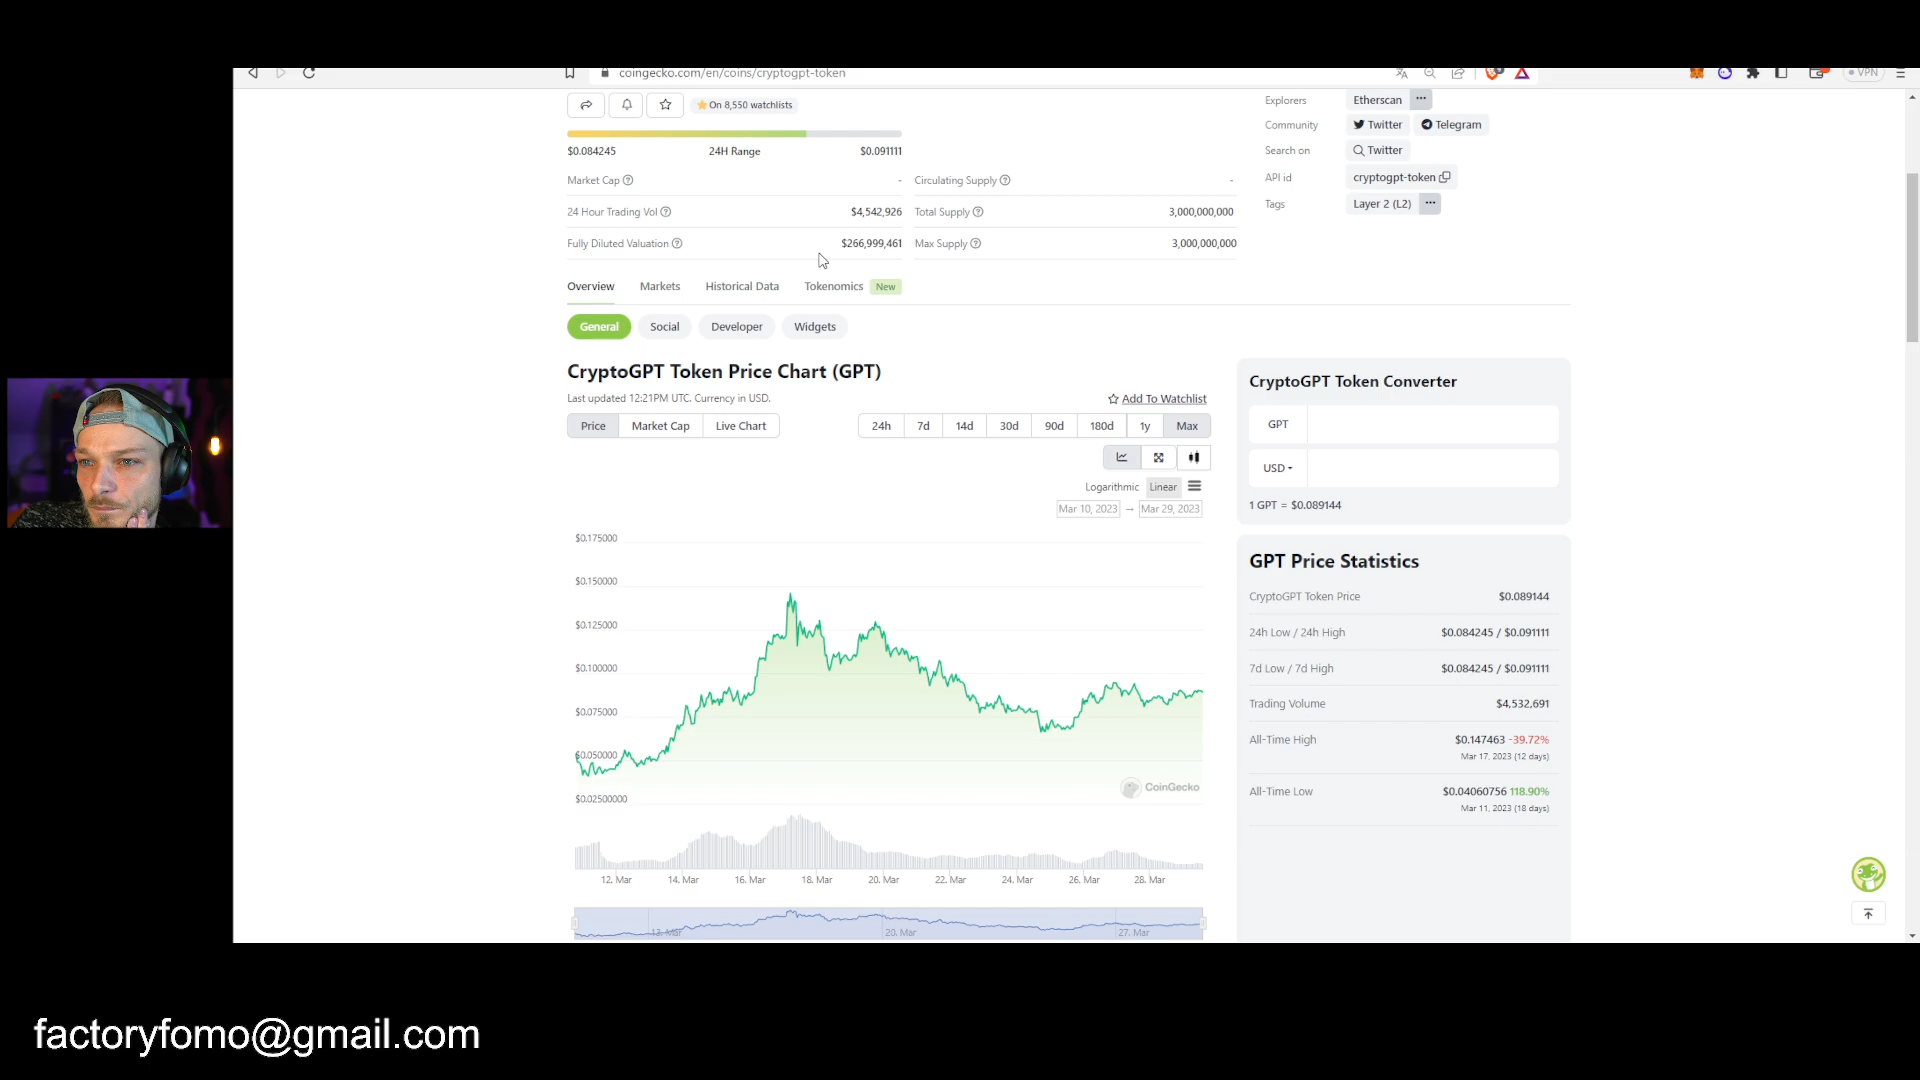 coingecko.com/en/coins/cryptogpt-token
VPN
On 8,550 watchlists
$0.084245 24H Range $0.091111
Market Cap - Circulating Supply -
24 Hour Trading Vol $4,542,926 Total Supply 3,000,000,000
Fully Diluted Valuation $266,999,461 Max Supply 3,000,000,000
Explorers Etherscan
Community Twitter Telegram
Search on Twitter
API id cryptogpt-token
Tags Layer 2 (L2)
Overview Markets Historical Data Tokenomics New
General Social Developer Widgets
CryptoGPT Token Price Chart (GPT)
Last updated 12:21PM UTC. Currency in USD.
Add To Watchlist
Price Market Cap Live Chart 24h 7d 14d 30d 90d 180d 1y Max
Logarithmic Linear
Mar 10, 2023 → Mar 29, 2023
$0.175000
$0.150000
$0.125000
$0.100000
$0.075000
$0.050000
$0.02500000
CoinGecko
12. Mar 14. Mar 16. Mar 18. Mar 20. Mar 22. Mar 24. Mar 26. Mar 28. Mar
13. Mar 20. Mar 27. Mar
CryptoGPT Token Converter
GPT
USD
1 GPT = $0.089144
GPT Price Statistics
CryptoGPT Token Price $0.089144
24h Low / 24h High $0.084245 / $0.091111
7d Low / 7d High $0.084245 / $0.091111
Trading Volume $4,532,691
All-Time High $0.147463 -39.72%
Mar 17, 2023 (12 days)
All-Time Low $0.04060756 118.90%
Mar 11, 2023 (18 days)
factoryfomo@gmail.com